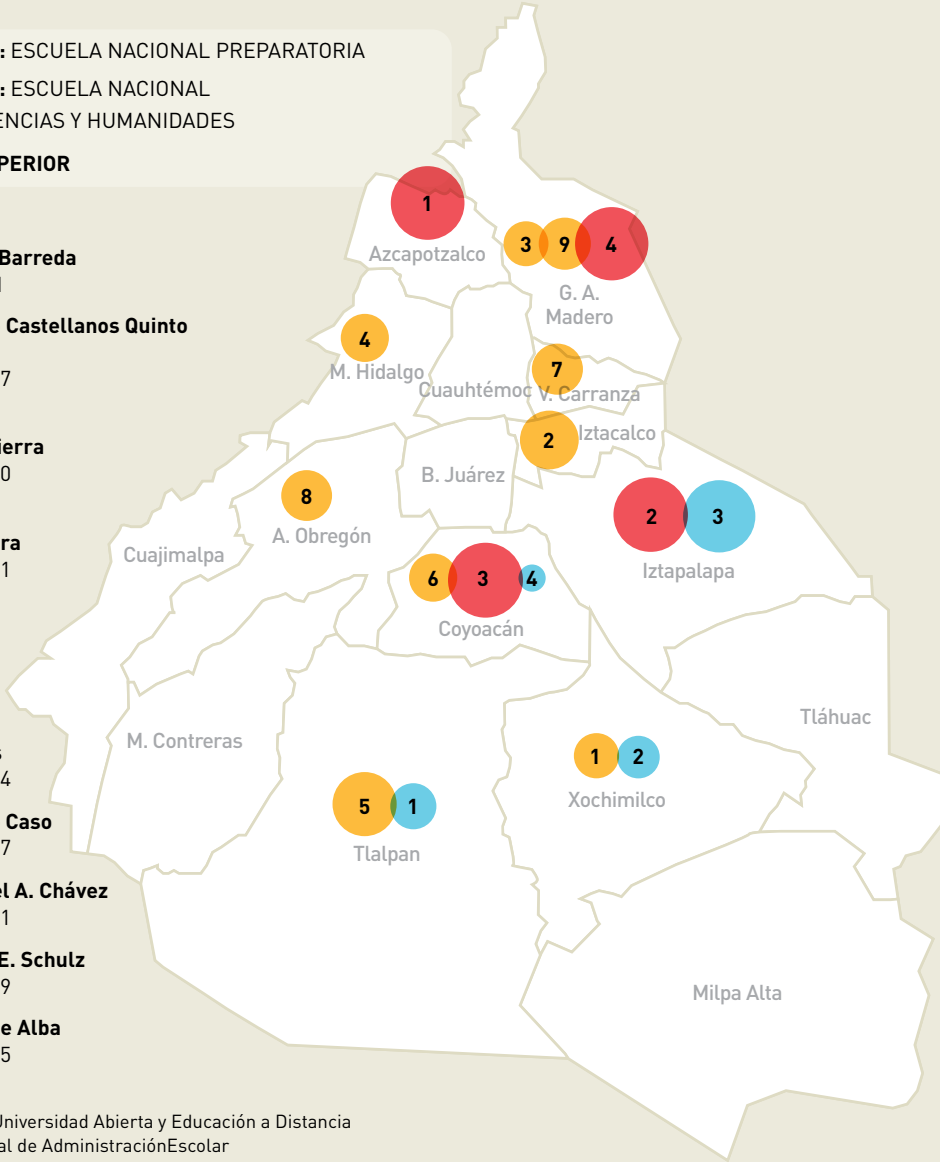 : ESCUELA NACIONAL PREPARATORIA
: ESCUELA NACIONAL
ENCIAS Y HUMANIDADES
PERIOR
Barreda
Castellanos Quinto
7
ierra
0
ra
1
s
4
Caso
7
el A. Chávez
1
E. Schulz
9
e Alba
5
1
Azcapotzalco
3 9 4
G. A.
Madero
4
M. Hidalgo
Cuauhtémoc
7
V. Carranza
2
Iztacalco
B. Juárez
8
A. Obregón
Cuajimalpa
2 3
Iztapalapa
6 3 4
Coyoacán
Tláhuac
M. Contreras
1 2
Xochimilco
5 1
Tlalpan
Milpa Alta
Universidad Abierta y Educación a Distancia
al de AdministraciónEscolar